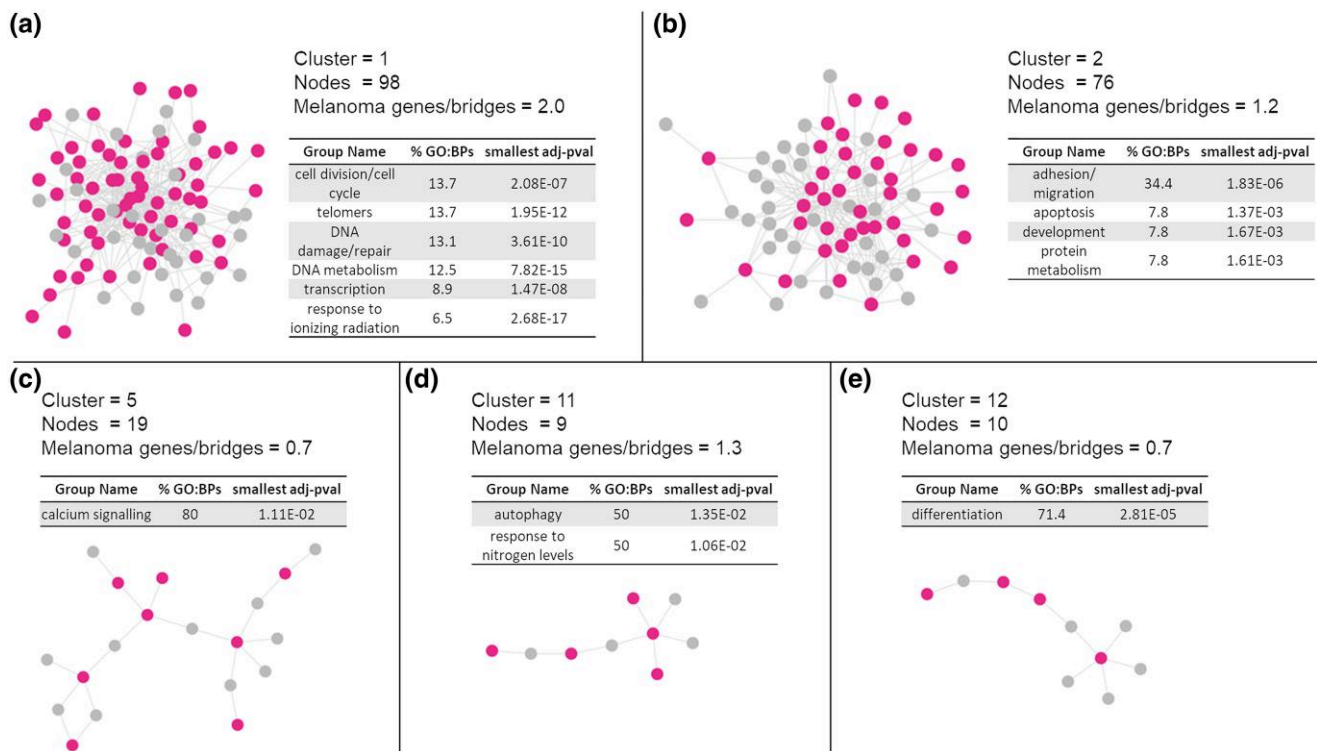 (a)
Cluster = 1
Nodes = 98
Melanoma genes/bridges = 2.0
Group Name % GO:BPs smallest adj-pval
cell division/cell
cycle 13.7 2.08E-07
telomers 13.7 1.95E-12
DNA
damage/repair 13.1 3.61E-10
DNA metabolism 12.5 7.82E-15
transcription 8.9 1.47E-08
response to
ionizing radiation 6.5 2.68E-17
(b)
Cluster = 2
Nodes = 76
Melanoma genes/bridges = 1.2
Group Name % GO:BPs smallest adj-pval
adhesion/
migration 34.4 1.83E-06
apoptosis 7.8 1.37E-03
development 7.8 1.67E-03
protein
metabolism 7.8 1.61E-03
(c)
Cluster = 5
Nodes = 19
Melanoma genes/bridges = 0.7
Group Name % GO:BPs smallest adj-pval
calcium signalling 80 1.11E-02
(d)
Cluster = 11
Nodes = 9
Melanoma genes/bridges = 1.3
Group Name % GO:BPs smallest adj-pval
autophagy 50 1.35E-02
response to
nitrogen levels 50 1.06E-02
(e)
Cluster = 12
Nodes = 10
Melanoma genes/bridges = 0.7
Group Name % GO:BPs smallest adj-pval
differentiation 71.4 2.81E-05